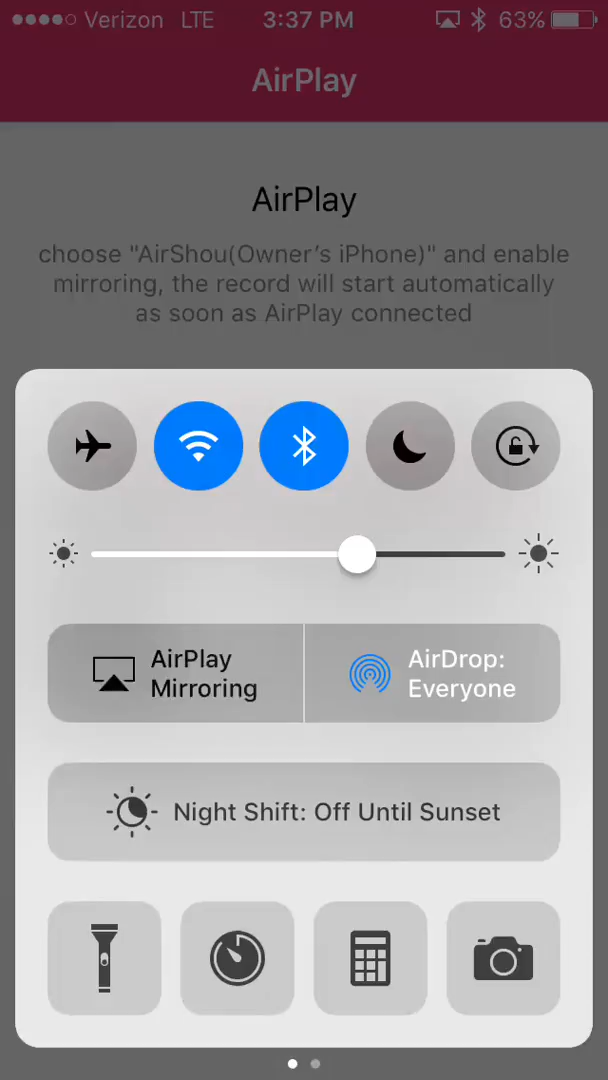 Verizon LTE 3:37 PM 63%
AirPlay
AirPlay
choose "AirShou(Owner's iPhone)" and enable
mirroring, the record will start automatically
as soon as AirPlay connected
AirPlay
Mirroring
AirDrop:
Everyone
Night Shift: Off Until Sunset